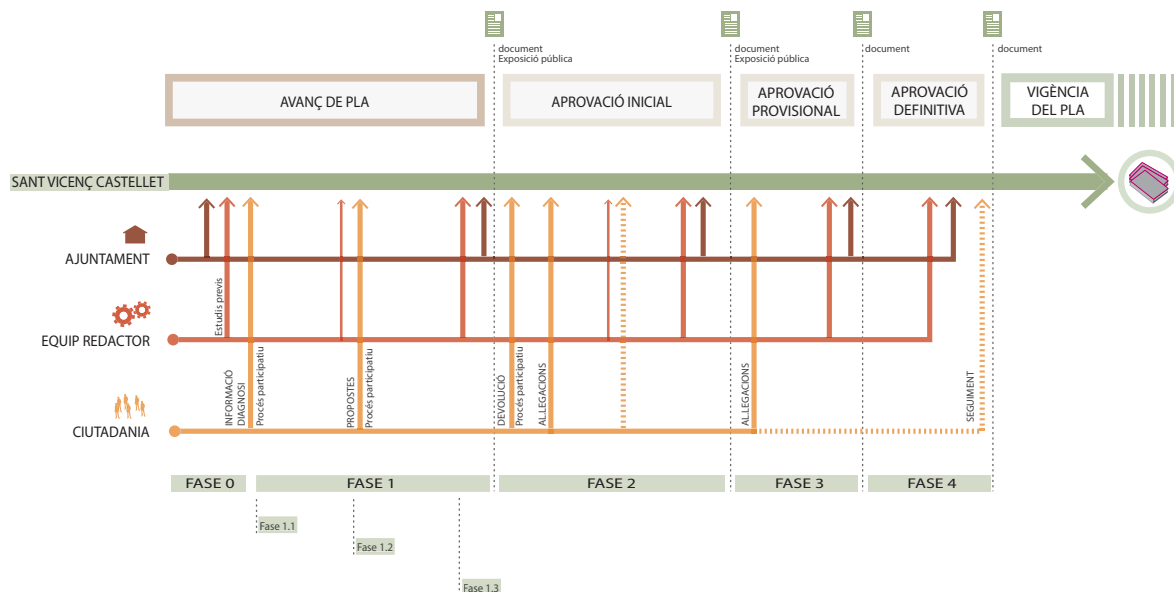 document
Exposició pública
document
Exposició pública
document
document
AVANÇ DE PLA
APROVACIÓ INICIAL
APROVACIÓ
PROVISIONAL
APROVACIÓ
DEFINITIVA
VIGÈNCIA
DEL PLA
SANT VICENÇ CASTELLET
AJUNTAMENT
Estudis previs
EQUIP REDACTOR
INFORMACIÓ
DIAGNOSI
Procés participatiu
PROPOSTES
Procés participatiu
DEVOLUCIÓ
Procés participatiu
AL.LEGACIONS
AL.LEGACIONS
SEGUIMENT
CIUTADANIA
FASE 0
FASE 1
FASE 2
FASE 3
FASE 4
Fase 1.1
Fase 1.2
Fase 1.3